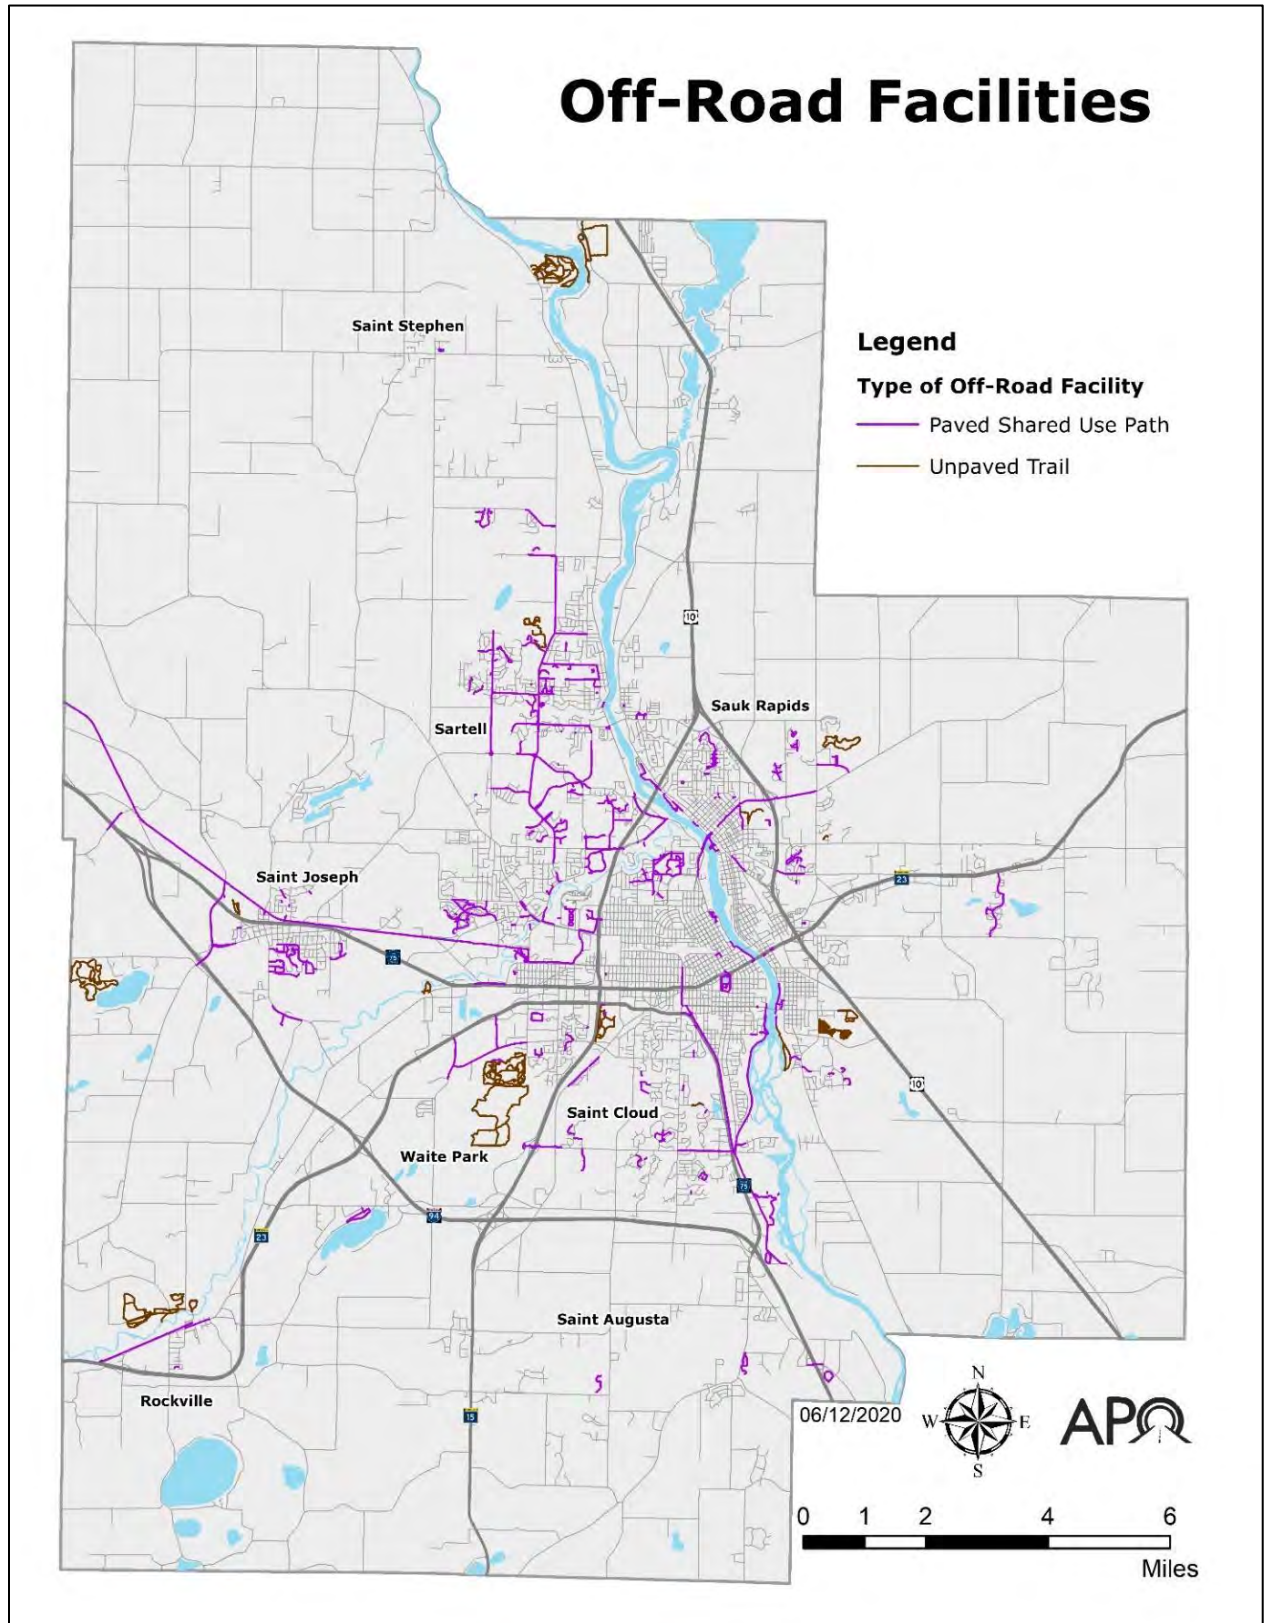 Off-Road Facilities
Saint Stephen
Legend
Type of Off-Road Facility
Paved Shared Use Path
Unpaved Trail
10
Sauk Rapids
Sartell
Saint Joseph
23
75
10
Saint Cloud
Waite Park
75
94
23
Saint Augusta
Rockville
15
06/12/2020
N
W
E
S
APO
0 1 2 4 6
Miles